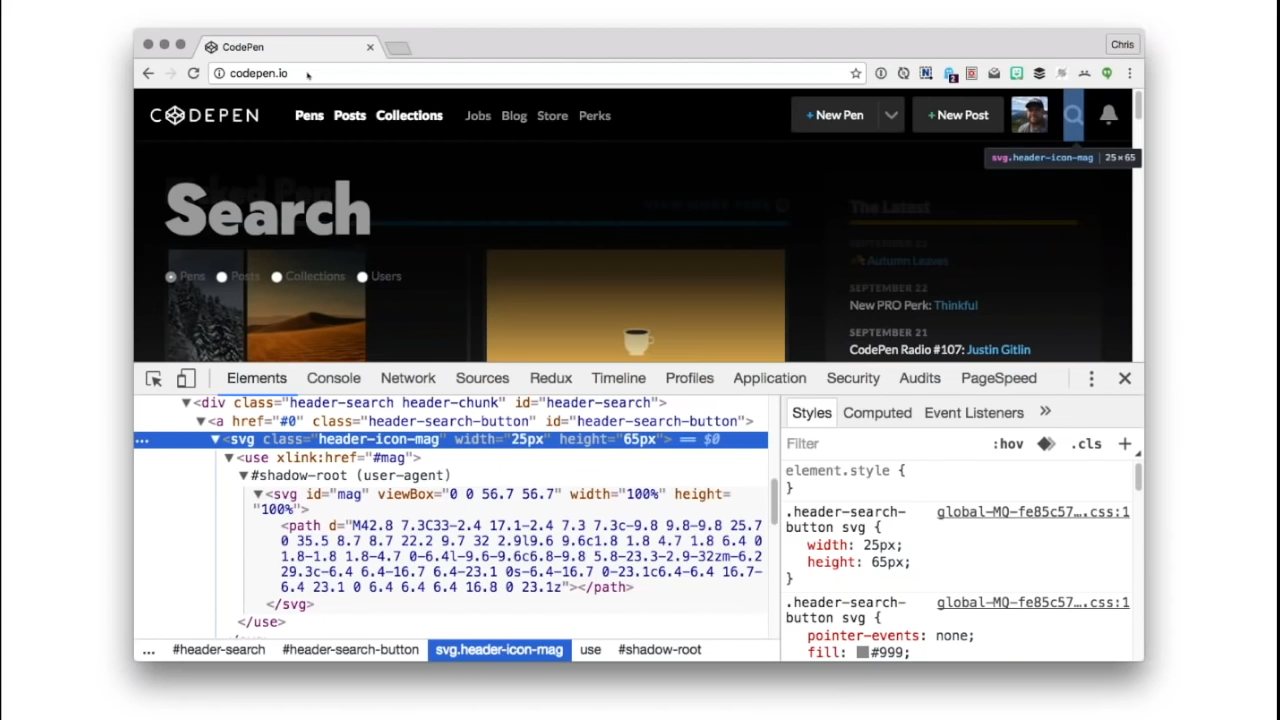 CodePen
Chris
codepen.io
CODEPEN
Pens Posts Collections Jobs Blog Store Perks
+ New Pen
+ New Post
svg.header-icon-mag | 25×65
Search
The Latest
Pens Posts Collections Users
SEPTEMBER 22
Autumn Leaves
SEPTEMBER 22
New PRO Perk: Thinkful
SEPTEMBER 21
CodePen Radio #107: Justin Gitlin
Elements Console Network Sources Redux Timeline Profiles Application Security Audits PageSpeed
<div class="header-search header-chunk" id="header-search">
<a href="#0" class="header-search-button" id="header-search-button">
... <svg class="header-icon-mag" width="25px" height="65px"> == $0
<use xlink:href="#mag">
#shadow-root (user-agent)
<svg id="mag" viewBox="0 0 56.7 56.7" width="100%" height=
"100%">
<path d="M42.8 7.3C33-2.4 17.1-2.4 7.3 7.3c-9.8 9.8-9.8 25.7
0 35.5 8.7 8.7 22.2 9.7 32 2.9l9.6 9.6c1.8 1.8 4.7 1.8 6.4 0
1.8-1.8 1.8-4.7 0-6.4l-9.6-9.6c6.8-9.8 5.8-23.3-2.9-32zm-6.2
29.3c-6.4 6.4-16.7 6.4-23.1 0s-6.4-16.7 0-23.1c6.4-6.4 16.7-
6.4 23.1 0 6.4 6.4 6.4 16.8 0 23.1z"></path>
</svg>
</use>
... #header-search #header-search-button svg.header-icon-mag use #shadow-root
Styles Computed Event Listeners »
Filter :hov .cls +
element.style {
}
.header-search- global-MQ-fe85c57….css:1
button svg {
width: 25px;
height: 65px;
}
.header-search- global-MQ-fe85c57….css:1
button svg {
pointer-events: none;
fill: #999;